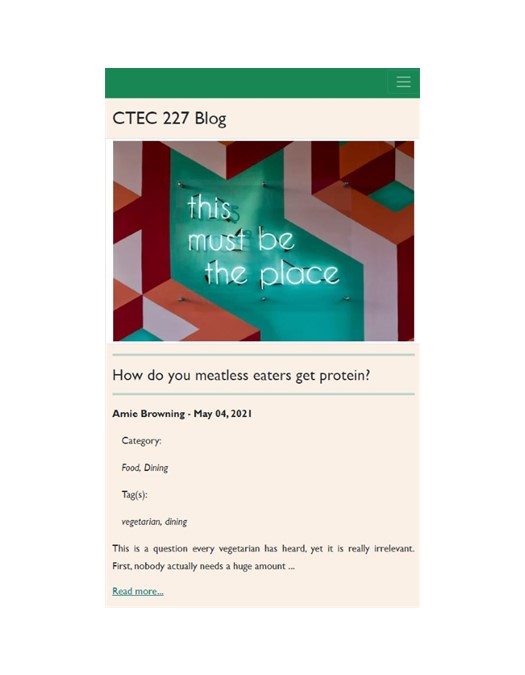 CTEC 227 Blog
this
must be
the place
How do you meatless eaters get protein?
Amie Browning - May 04, 2021
Category:
Food, Dining
Tag(s):
vegetarian, dining
This is a question every vegetarian has heard, yet it is really irrelevant.
First, nobody actually needs a huge amount ...
Read more...